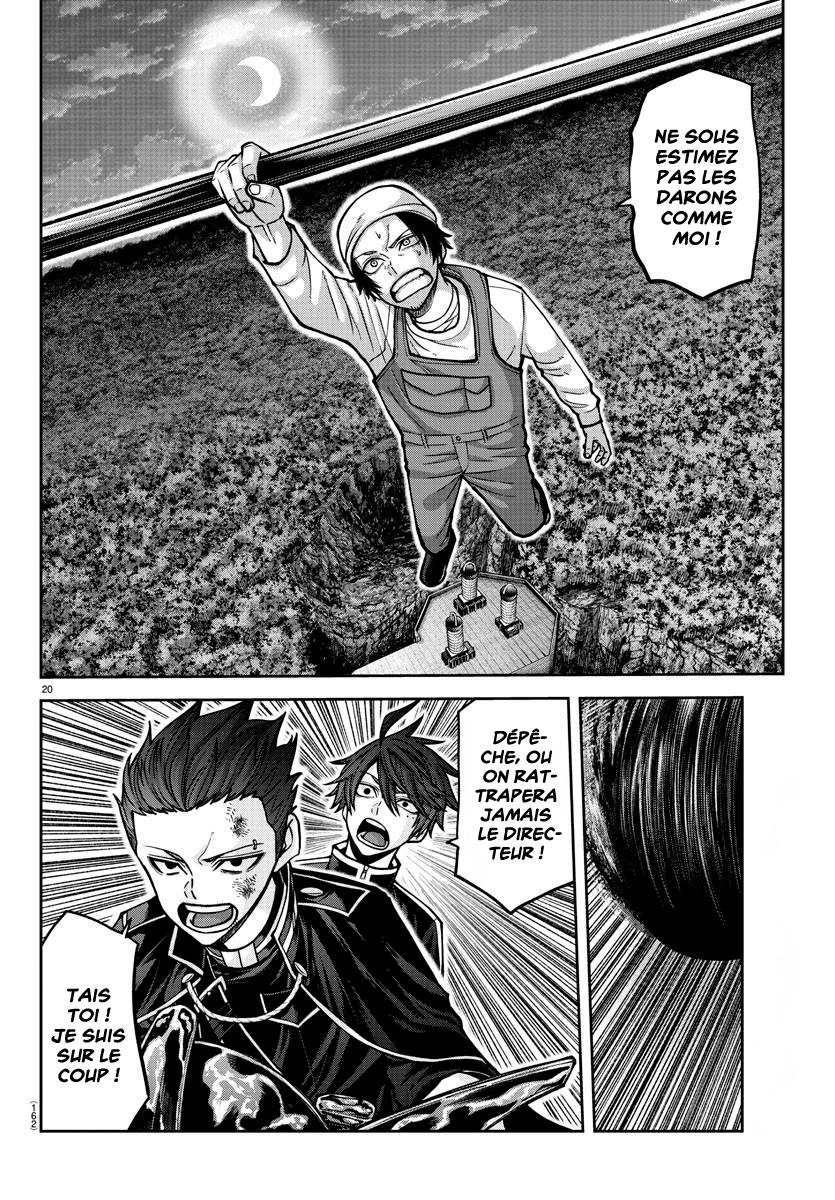 NE SOUS
ESTIMEZ
PAS LES
DARONS
COMME
MOI !
20
DÉPÊ-
CHE, OU
ON RAT-
TRAPERA
JAMAIS
LE DIREC-
TEUR !
TAIS
TOI !
JE SUIS
SUR LE
COUP !
(162)